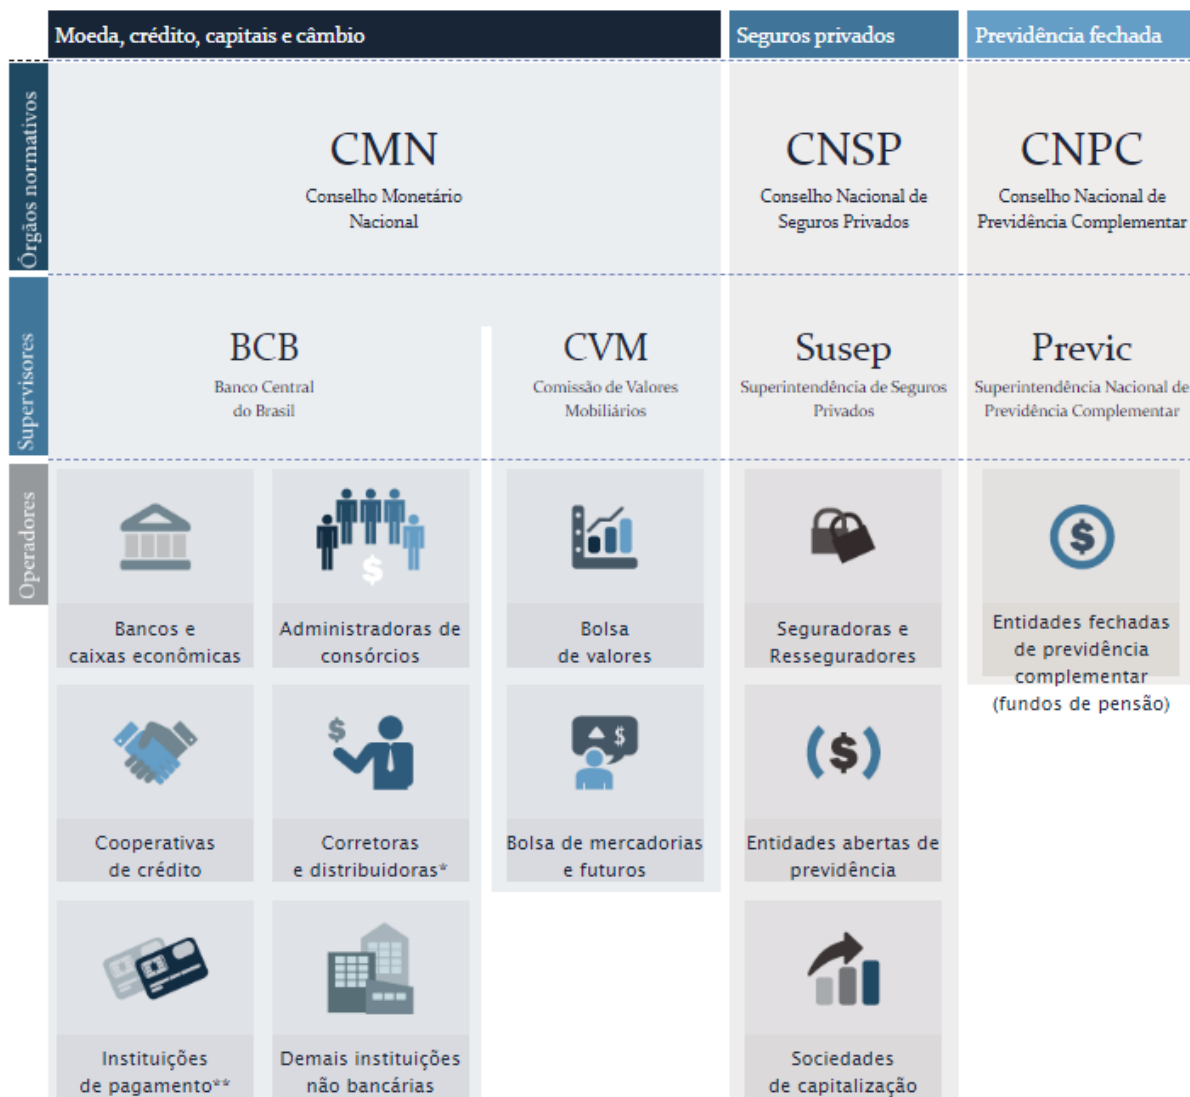 Moeda, crédito, capitais e câmbio
Seguros privados
Previdência fechada
Órgãos normativos
CMN
Conselho Monetário
Nacional
CNSP
Conselho Nacional de
Seguros Privados
CNPC
Conselho Nacional de
Previdência Complementar
Supervisores
BCB
Banco Central
do Brasil
CVM
Comissão de Valores
Mobiliários
Susep
Superintendência de Seguros
Privados
Previc
Superintendência Nacional de
Previdência Complementar
Operadores
$
$
Bancos e
caixas econômicas
Administradoras de
consórcios
Bolsa
de valores
Seguradoras e
Resseguradores
Entidades fechadas
de previdência
complementar
(fundos de pensão)
$
$
($)
Cooperativas
de crédito
Corretoras
e distribuidoras*
Bolsa de mercadorias
e futuros
Entidades abertas de
previdência
Instituições
de pagamento**
Demais instituições
não bancárias
Sociedades
de capitalização